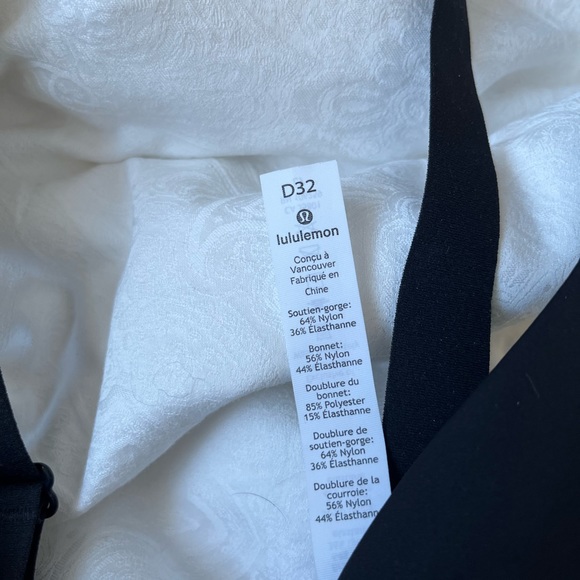 D32
lululemon
Conçu à
Vancouver
Fabriqué en
Chine
Soutien-gorge:
64% Nylon
36% Élasthanne
Bonnet:
56% Nylon
44% Élasthanne
Doublure du
bonnet:
85% Polyester
15% Élasthanne
Doublure de
soutien-gorge:
64% Nylon
36% Élasthanne
Doublure de la
courroie:
56% Nylon
44% Élasthann